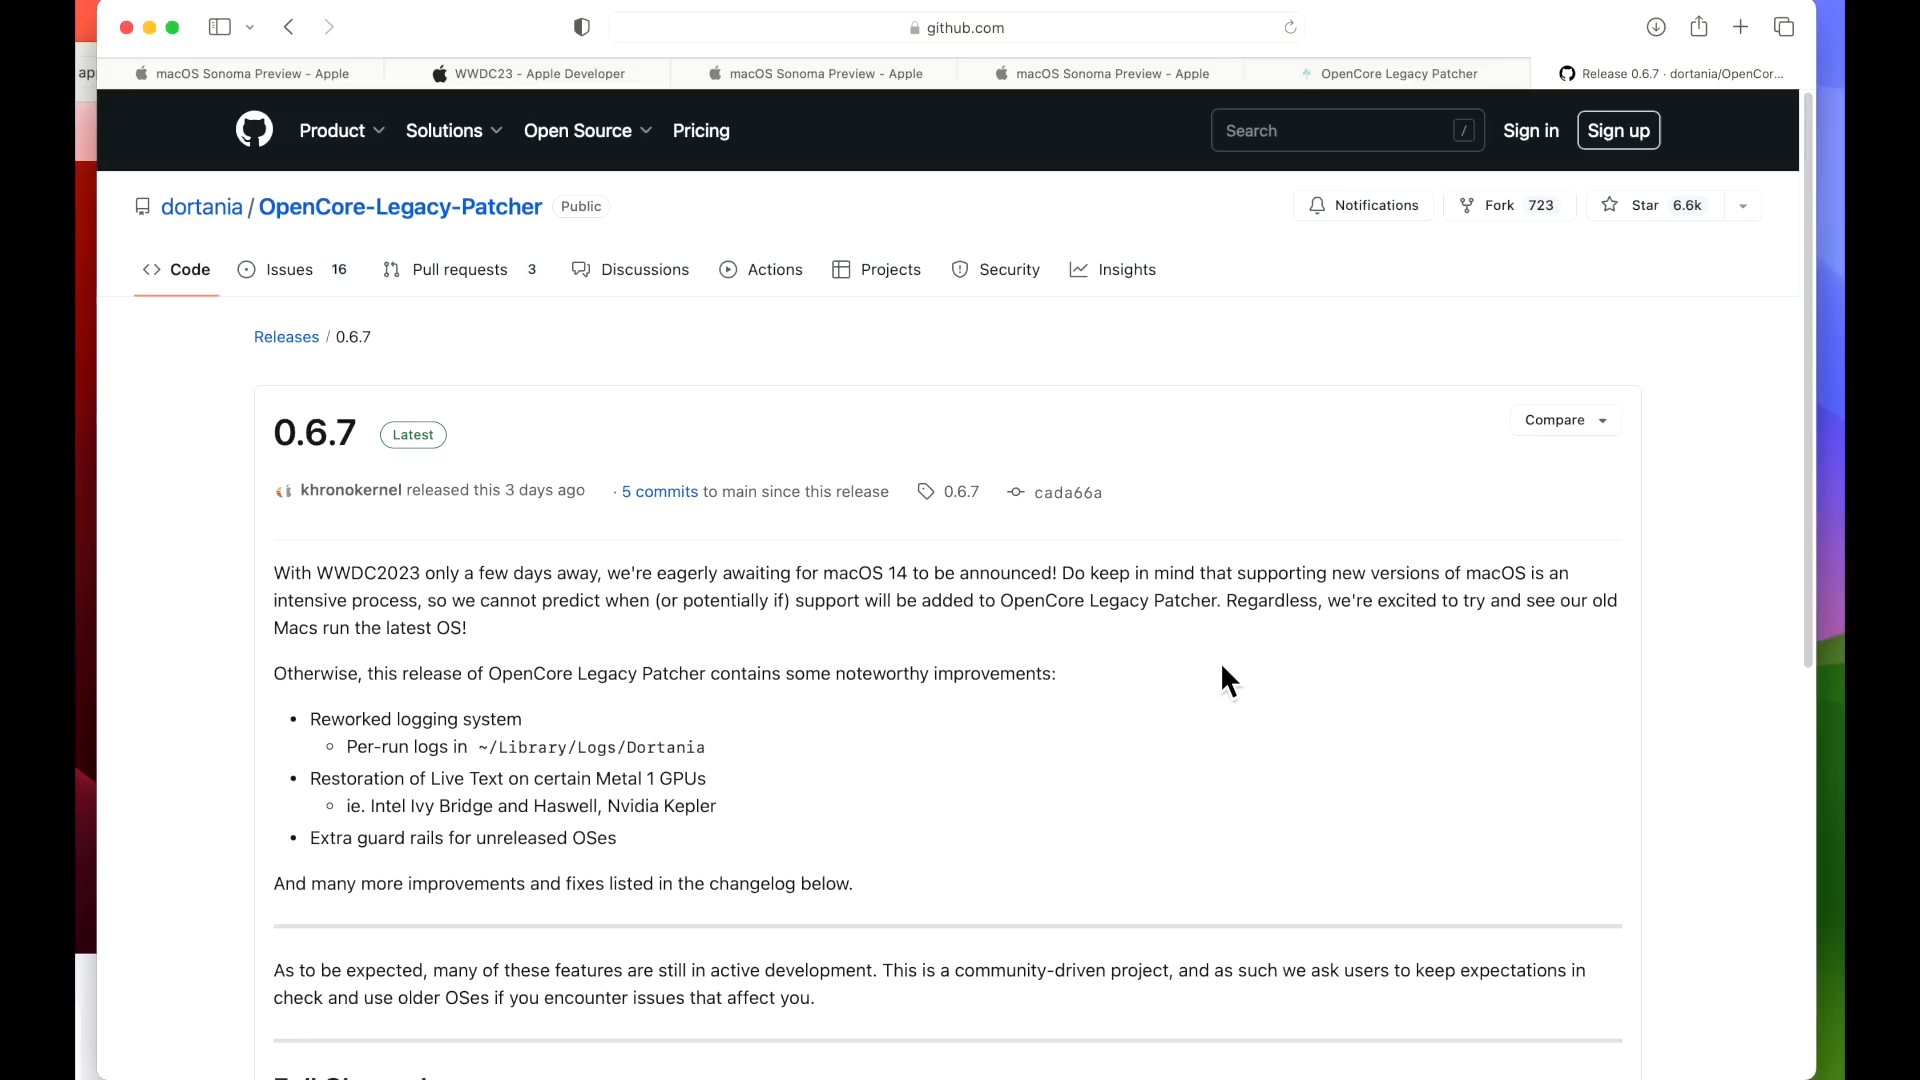 github.com
ap
macOS Sonoma Preview - Apple
WWDC23 - Apple Developer
macOS Sonoma Preview - Apple
macOS Sonoma Preview - Apple
OpenCore Legacy Patcher
Release 0.6.7 · dortania/OpenCor...
Product
Solutions
Open Source
Pricing
Search
/
Sign in
Sign up
dortania / OpenCore-Legacy-Patcher
Public
Notifications
Fork 723
Star 6.6k
Code
Issues 16
Pull requests 3
Discussions
Actions
Projects
Security
Insights
Releases / 0.6.7
0.6.7
Latest
Compare
khronokernel released this 3 days ago
· 5 commits to main since this release
0.6.7
cada66a
With WWDC2023 only a few days away, we're eagerly awaiting for macOS 14 to be announced! Do keep in mind that supporting new versions of macOS is an
intensive process, so we cannot predict when (or potentially if) support will be added to OpenCore Legacy Patcher. Regardless, we're excited to try and see our old
Macs run the latest OS!
Otherwise, this release of OpenCore Legacy Patcher contains some noteworthy improvements:
• Reworked logging system
◦ Per-run logs in ~/Library/Logs/Dortania
• Restoration of Live Text on certain Metal 1 GPUs
◦ ie. Intel Ivy Bridge and Haswell, Nvidia Kepler
• Extra guard rails for unreleased OSes
And many more improvements and fixes listed in the changelog below.
As to be expected, many of these features are still in active development. This is a community-driven project, and as such we ask users to keep expectations in
check and use older OSes if you encounter issues that affect you.